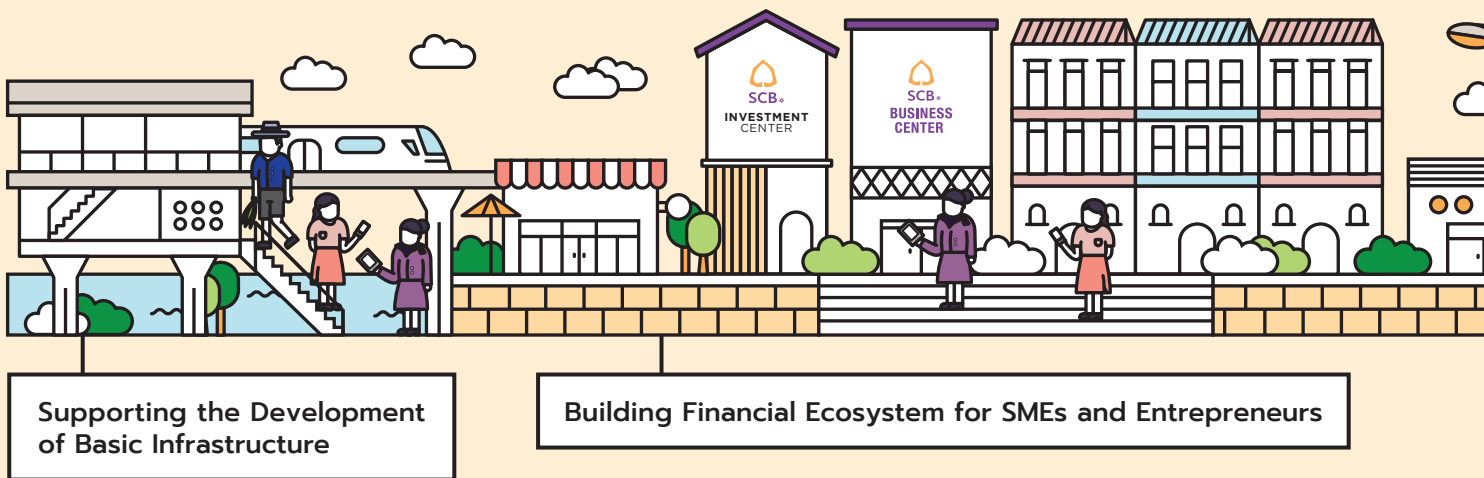 SCB
INVESTMENT
CENTER
SCB
BUSINESS
CENTER
Supporting the Development
of Basic Infrastructure
Building Financial Ecosystem for SMEs and Entrepreneurs